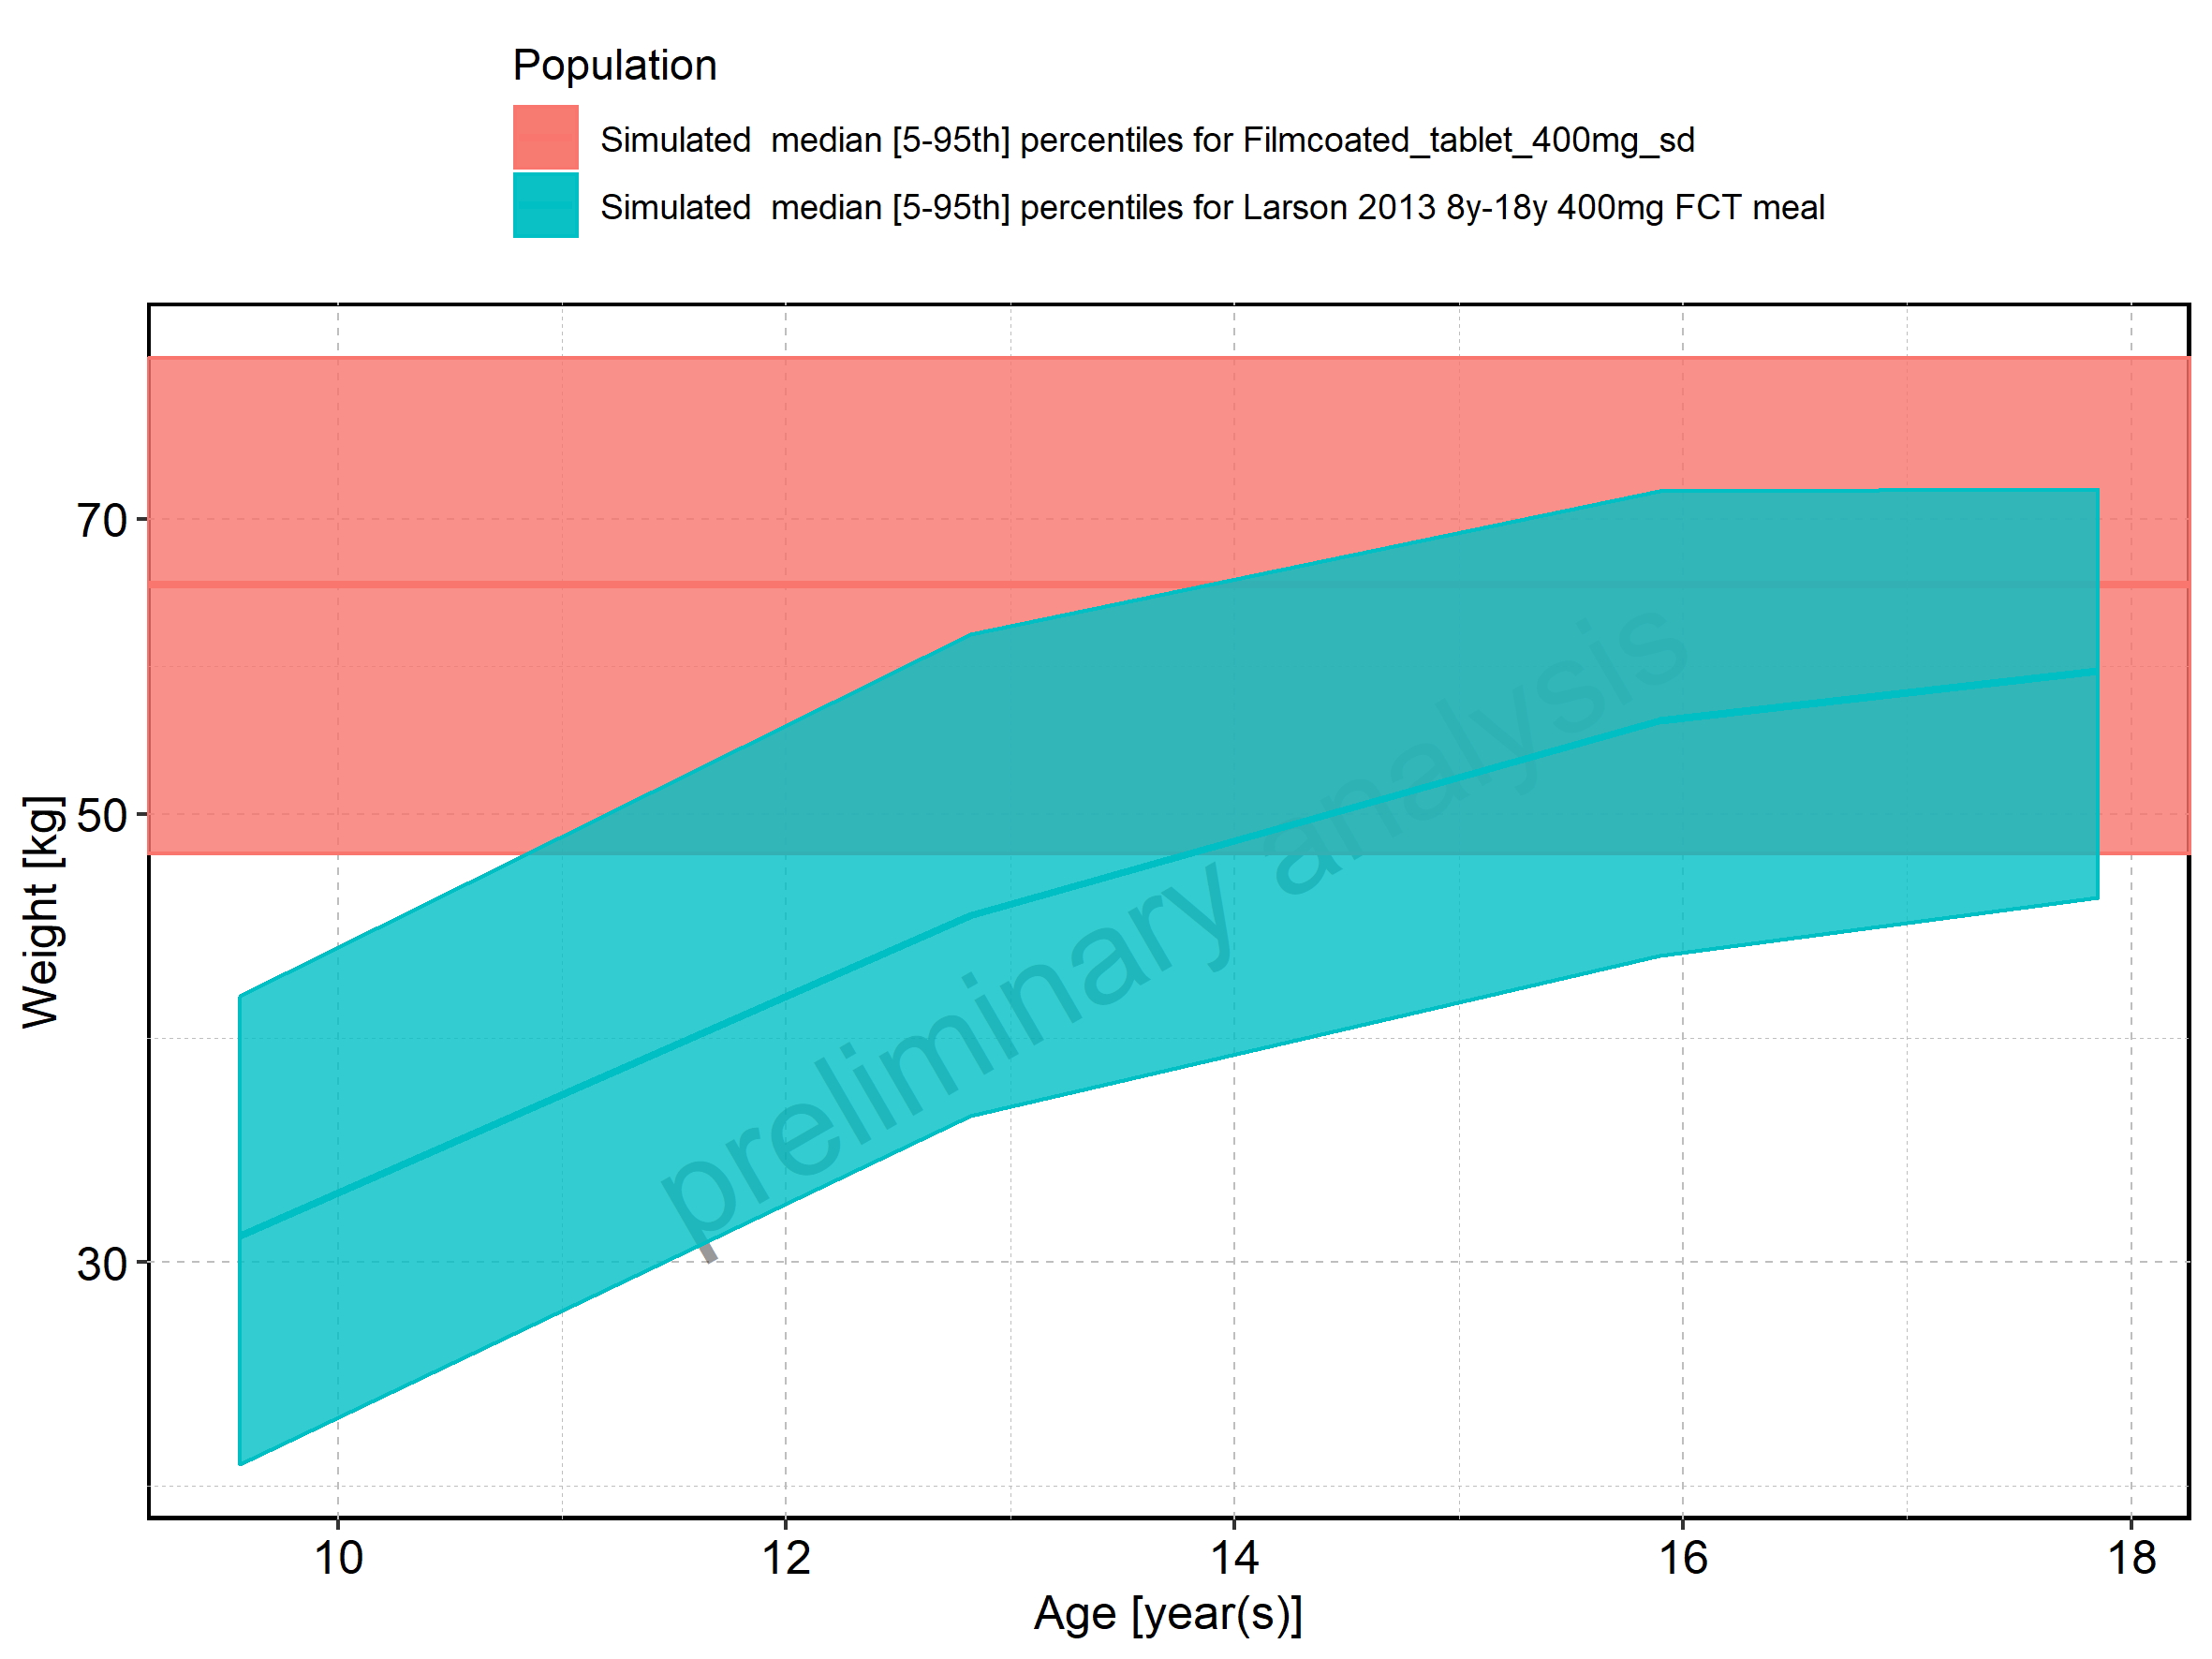 Population
Simulated  median [5-95th] percentiles for Filmcoated_tablet_400mg_sd
Simulated  median [5-95th] percentiles for Larson 2013 8y-18y 400mg FCT meal
70
50
30
Weight [kg]
preliminary analysis
10 12 14 16 18
Age [year(s)]